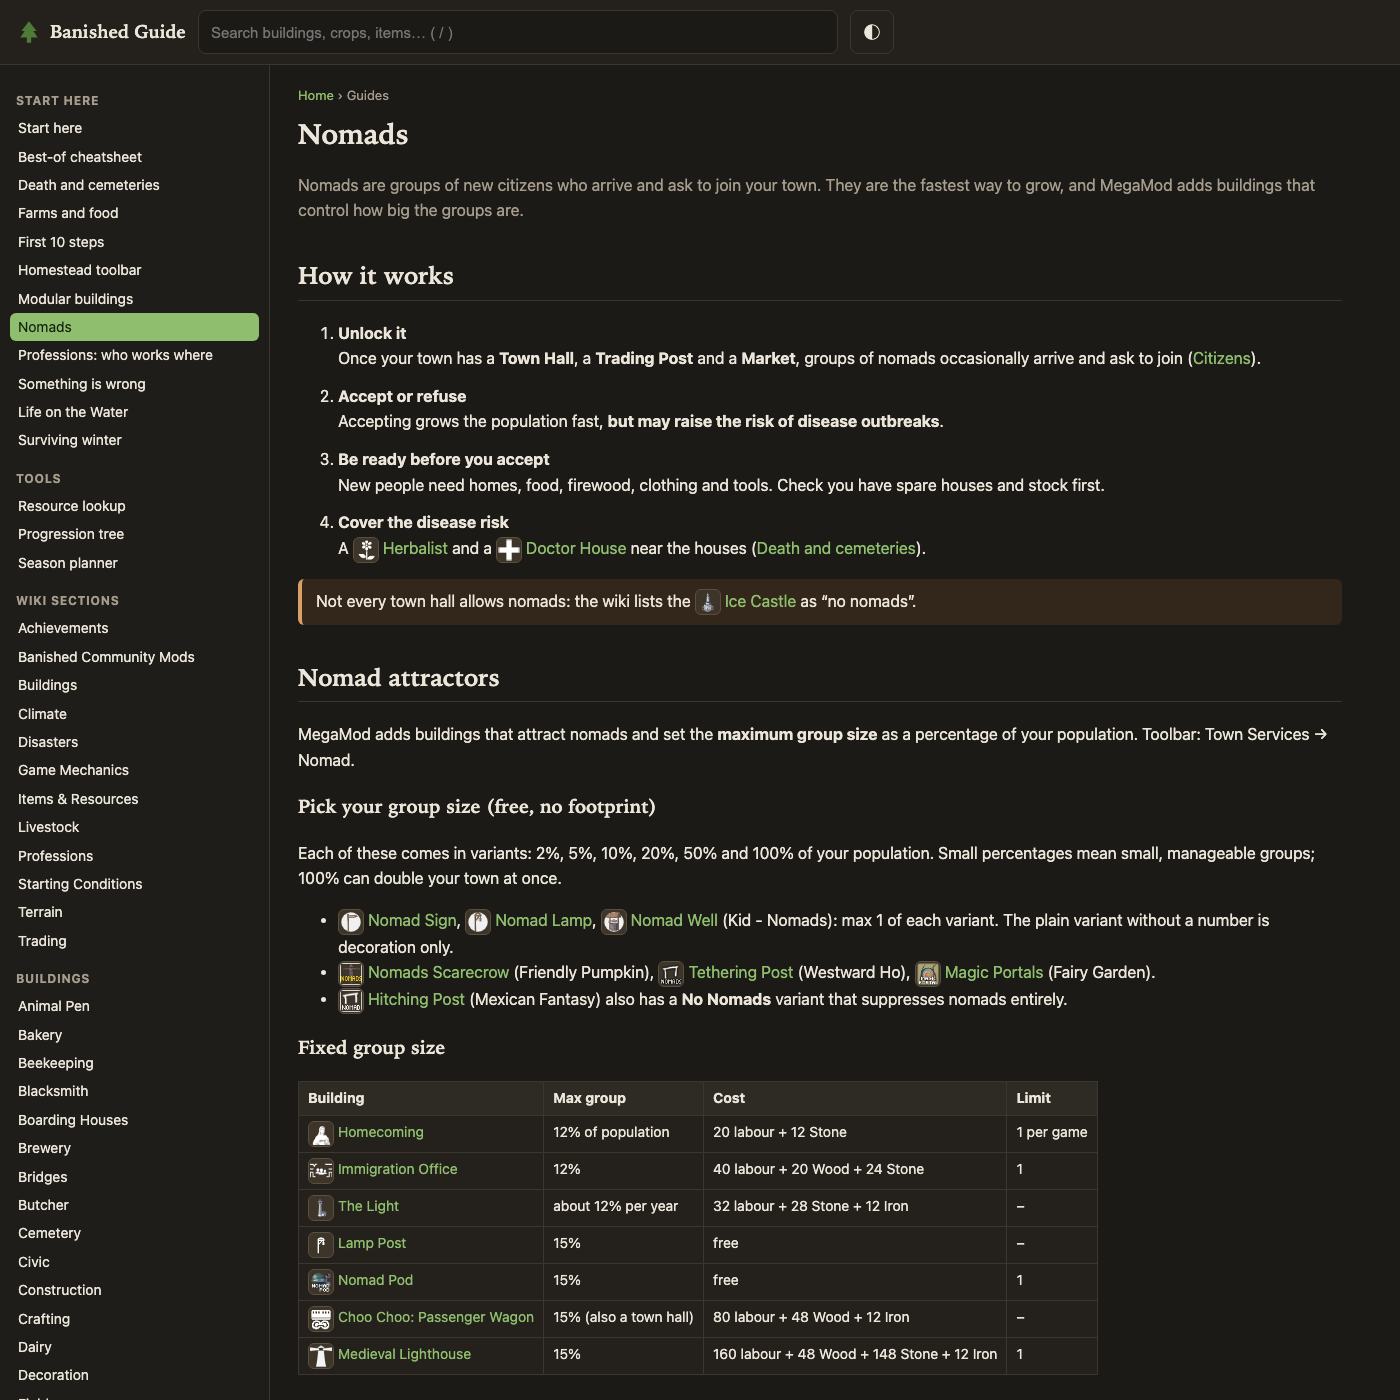 Banished Guide
Search buildings, crops, items… ( / )
START HERE
Start here
Best-of cheatsheet
Death and cemeteries
Farms and food
First 10 steps
Homestead toolbar
Modular buildings
Nomads
Professions: who works where
Something is wrong
Life on the Water
Surviving winter
TOOLS
Resource lookup
Progression tree
Season planner
WIKI SECTIONS
Achievements
Banished Community Mods
Buildings
Climate
Disasters
Game Mechanics
Items & Resources
Livestock
Professions
Starting Conditions
Terrain
Trading
BUILDINGS
Animal Pen
Bakery
Beekeeping
Blacksmith
Boarding Houses
Brewery
Bridges
Butcher
Cemetery
Civic
Construction
Crafting
Dairy
Decoration
Home › Guides
Nomads
Nomads are groups of new citizens who arrive and ask to join your town. They are the fastest way to grow, and MegaMod adds buildings that
control how big the groups are.
How it works
1. Unlock it
Once your town has a Town Hall, a Trading Post and a Market, groups of nomads occasionally arrive and ask to join (Citizens).
2. Accept or refuse
Accepting grows the population fast, but may raise the risk of disease outbreaks.
3. Be ready before you accept
New people need homes, food, firewood, clothing and tools. Check you have spare houses and stock first.
4. Cover the disease risk
A Herbalist and a Doctor House near the houses (Death and cemeteries).
Not every town hall allows nomads: the wiki lists the Ice Castle as “no nomads”.
Nomad attractors
MegaMod adds buildings that attract nomads and set the maximum group size as a percentage of your population. Toolbar: Town Services →
Nomad.
Pick your group size (free, no footprint)
Each of these comes in variants: 2%, 5%, 10%, 20%, 50% and 100% of your population. Small percentages mean small, manageable groups;
100% can double your town at once.
• Nomad Sign, Nomad Lamp, Nomad Well (Kid - Nomads): max 1 of each variant. The plain variant without a number is
decoration only.
• Nomads Scarecrow (Friendly Pumpkin), Tethering Post (Westward Ho), Magic Portals (Fairy Garden).
• Hitching Post (Mexican Fantasy) also has a No Nomads variant that suppresses nomads entirely.
Fixed group size
Building Max group Cost Limit
Homecoming 12% of population 20 labour + 12 Stone 1 per game
Immigration Office 12% 40 labour + 20 Wood + 24 Stone 1
The Light about 12% per year 32 labour + 28 Stone + 12 Iron –
Lamp Post 15% free –
Nomad Pod 15% free 1
Choo Choo: Passenger Wagon 15% (also a town hall) 80 labour + 48 Wood + 12 Iron –
Medieval Lighthouse 15% 160 labour + 48 Wood + 148 Stone + 12 Iron 1